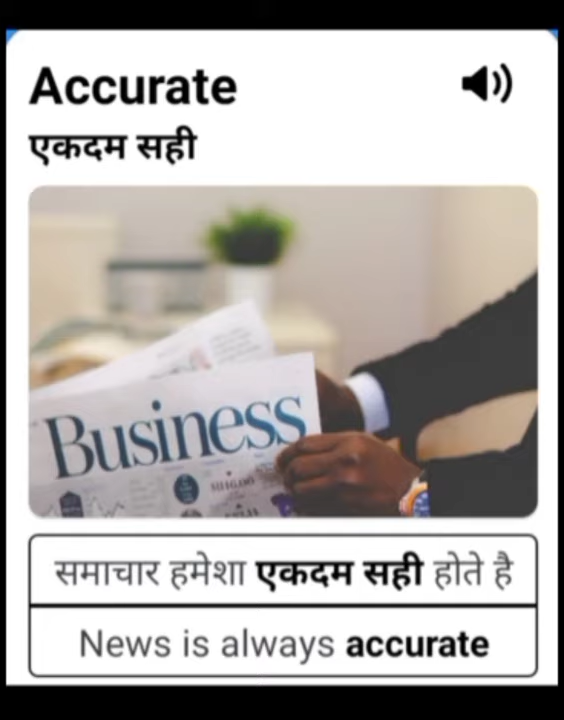 Accurate
एकदम सही
Business
समाचार हमेशा एकदम सही होते है
News is always accurate